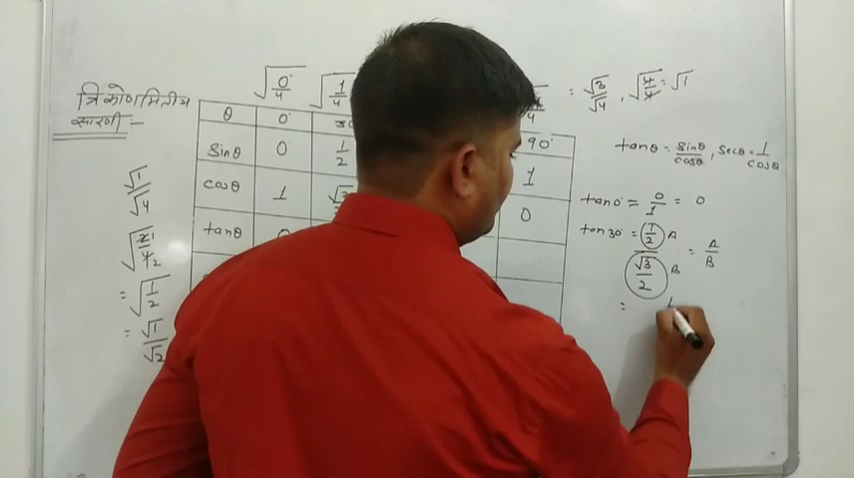 त्रिकोणमितीय
सारणी :-
√(0/4) √(1/4)
= √3/√4 , √(4/4) = √1
θ 0° 90°
Sinθ 0 1/2 1
cosθ 1 0
tanθ
√1/√4
√(2/4)
= √(1/2)
= √1/√2
tanθ = Sinθ/cosθ , Secθ = 1/cosθ
tan0° = 0/1 = 0
tan30° = (1/2) A / (√3/2) B = A/B
=